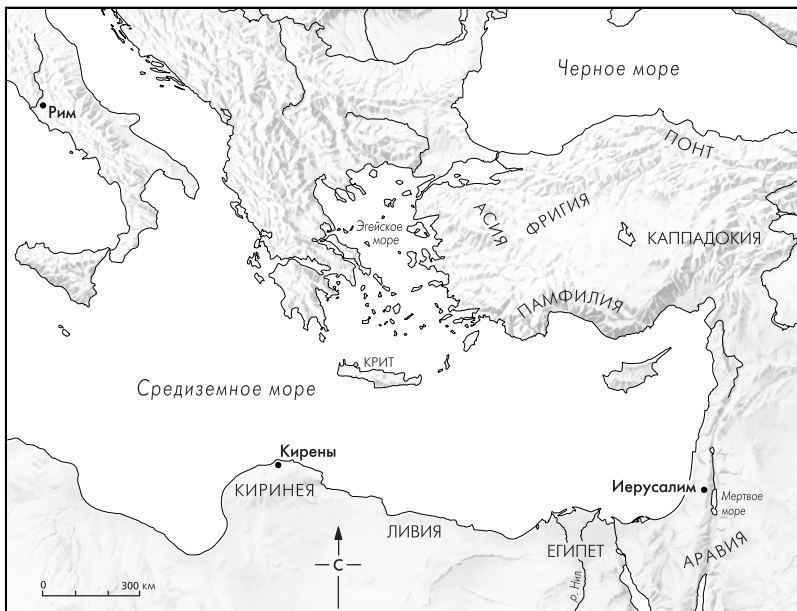 Черное море
Рим
ПОНТ
АСИЯ
ФРИГИЯ
Эгейское
море
КАППАДОКИЯ
ПАМФИЛИЯ
КРИТ
Средиземное море
Кирены
КИРИНЕЯ
Иерусалим
Мертвое
море
ЛИВИЯ
ЕГИПЕТ
АРАВИЯ
С
р. Нил
0
300 км